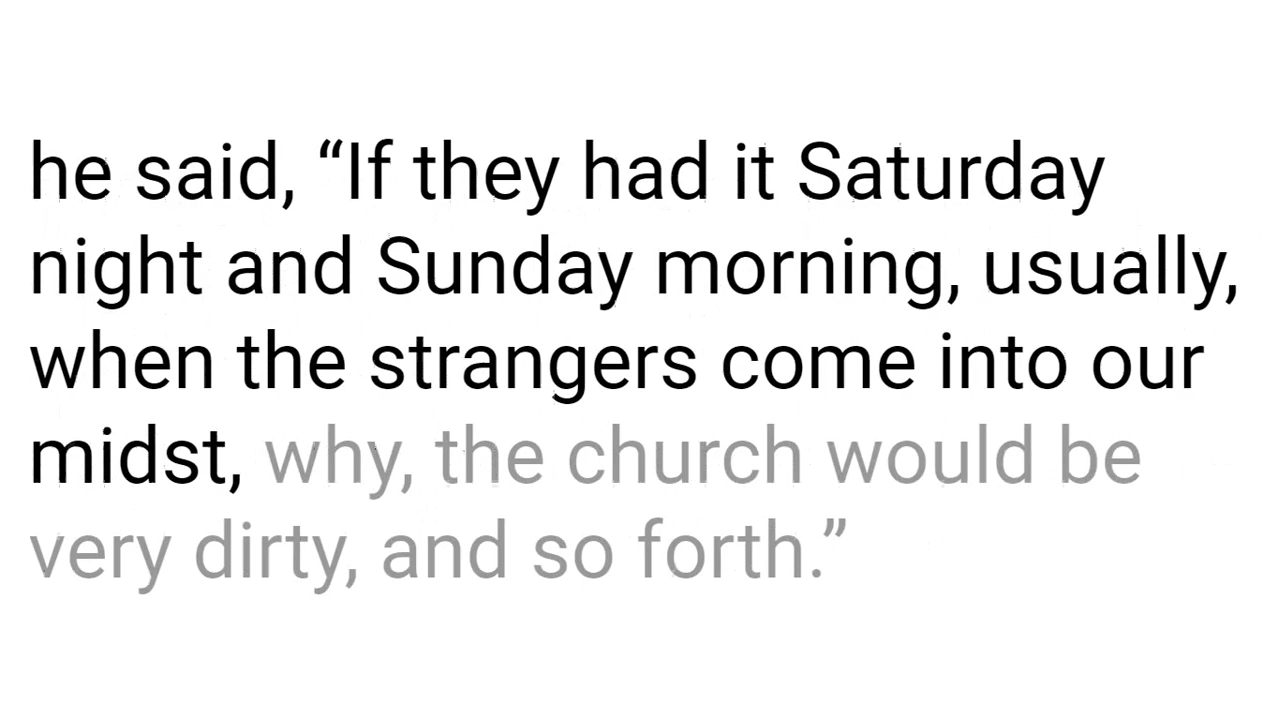 he said, “If they had it Saturday
night and Sunday morning, usually,
when the strangers come into our
midst, why, the church would be
very dirty, and so forth.”